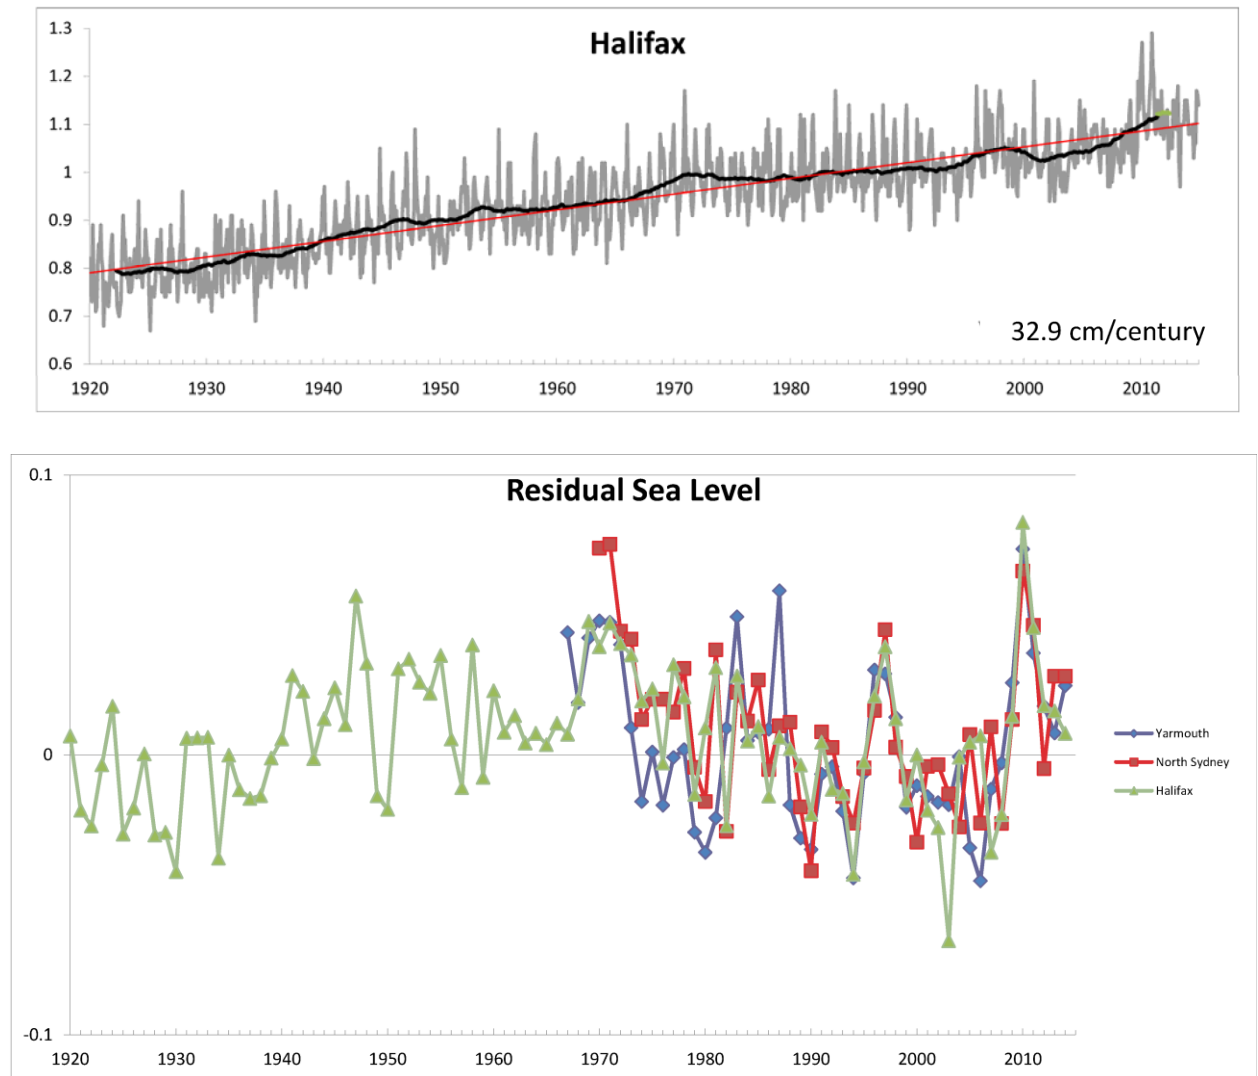 Halifax
1.3
1.2
1.1
1
0.9
0.8
0.7
0.6
32.9 cm/century
1920 1930 1940 1950 1960 1970 1980 1990 2000 2010
Residual Sea Level
0.1
0
-0.1
Yarmouth
North Sydney
Halifax
1920 1930 1940 1950 1960 1970 1980 1990 2000 2010